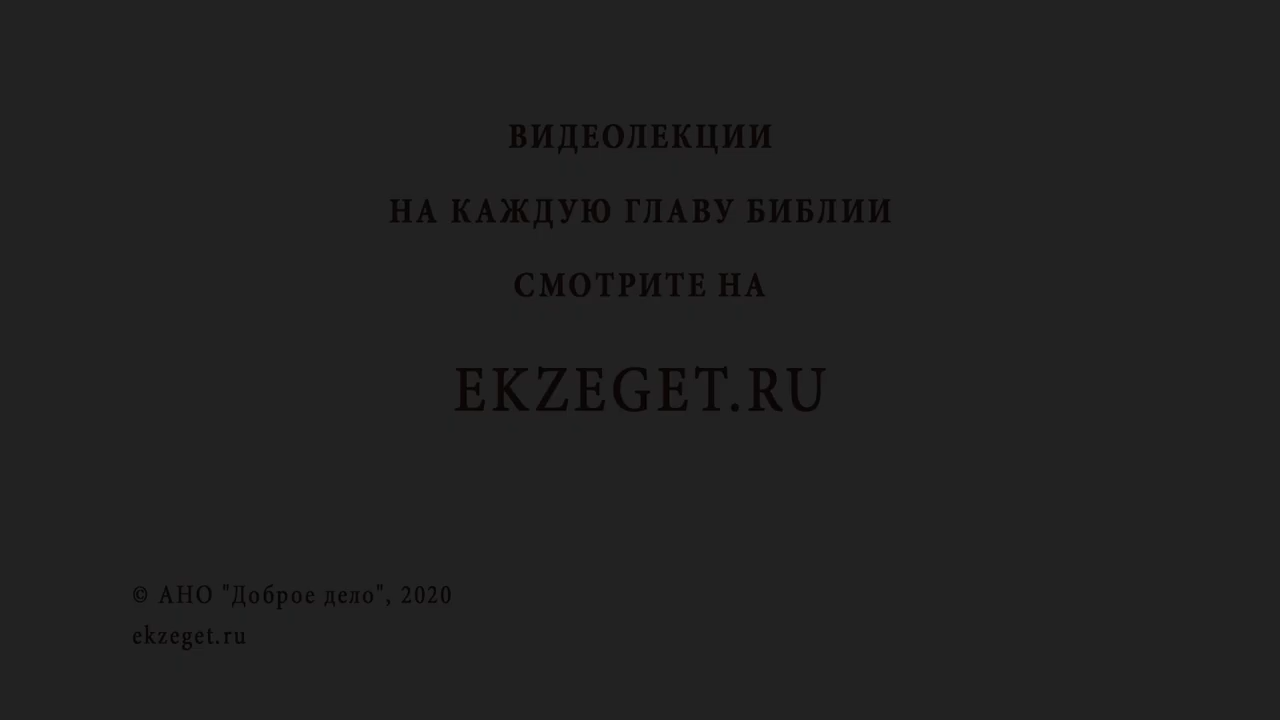 ВИДЕОЛЕКЦИИ
НА КАЖДУЮ ГЛАВУ БИБЛИИ
СМОТРИТЕ НА
EKZEGET.RU
© АНО "Доброе дело", 2020
ekzeget.ru